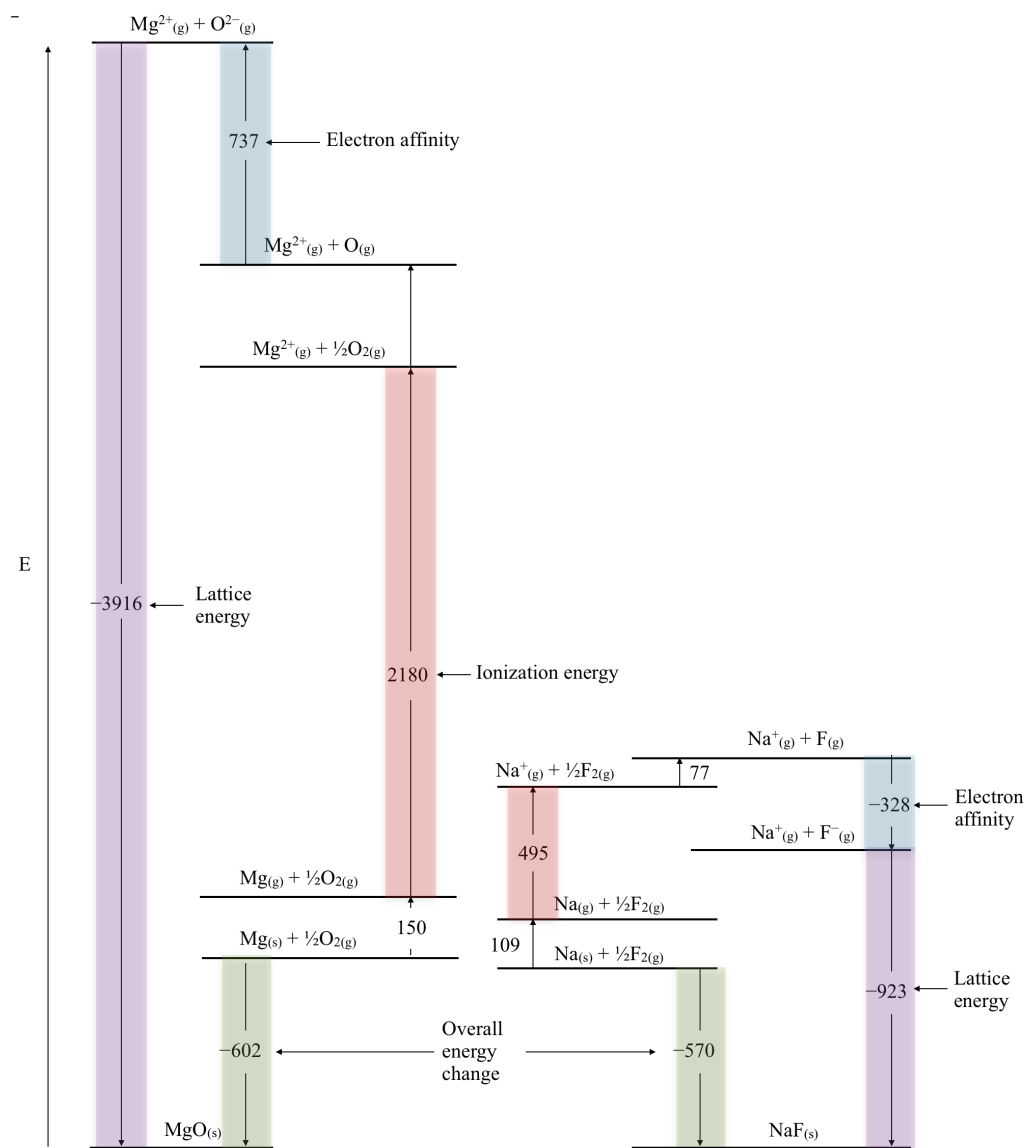 Mg²⁺(g) + O²⁻(g)
737
Electron affinity
Mg²⁺(g) + O(g)
Mg²⁺(g) + ½O₂(g)
E
−3916
Lattice
energy
2180
Ionization energy
Na⁺(g) + F(g)
Na⁺(g) + ½F₂(g)
77
−328
Electron
affinity
Na⁺(g) + F⁻(g)
495
Mg(g) + ½O₂(g)
Na(g) + ½F₂(g)
150
109
Mg(s) + ½O₂(g)
Na(s) + ½F₂(g)
−923
Lattice
energy
−602
Overall
energy
change
−570
MgO(s)
NaF(s)